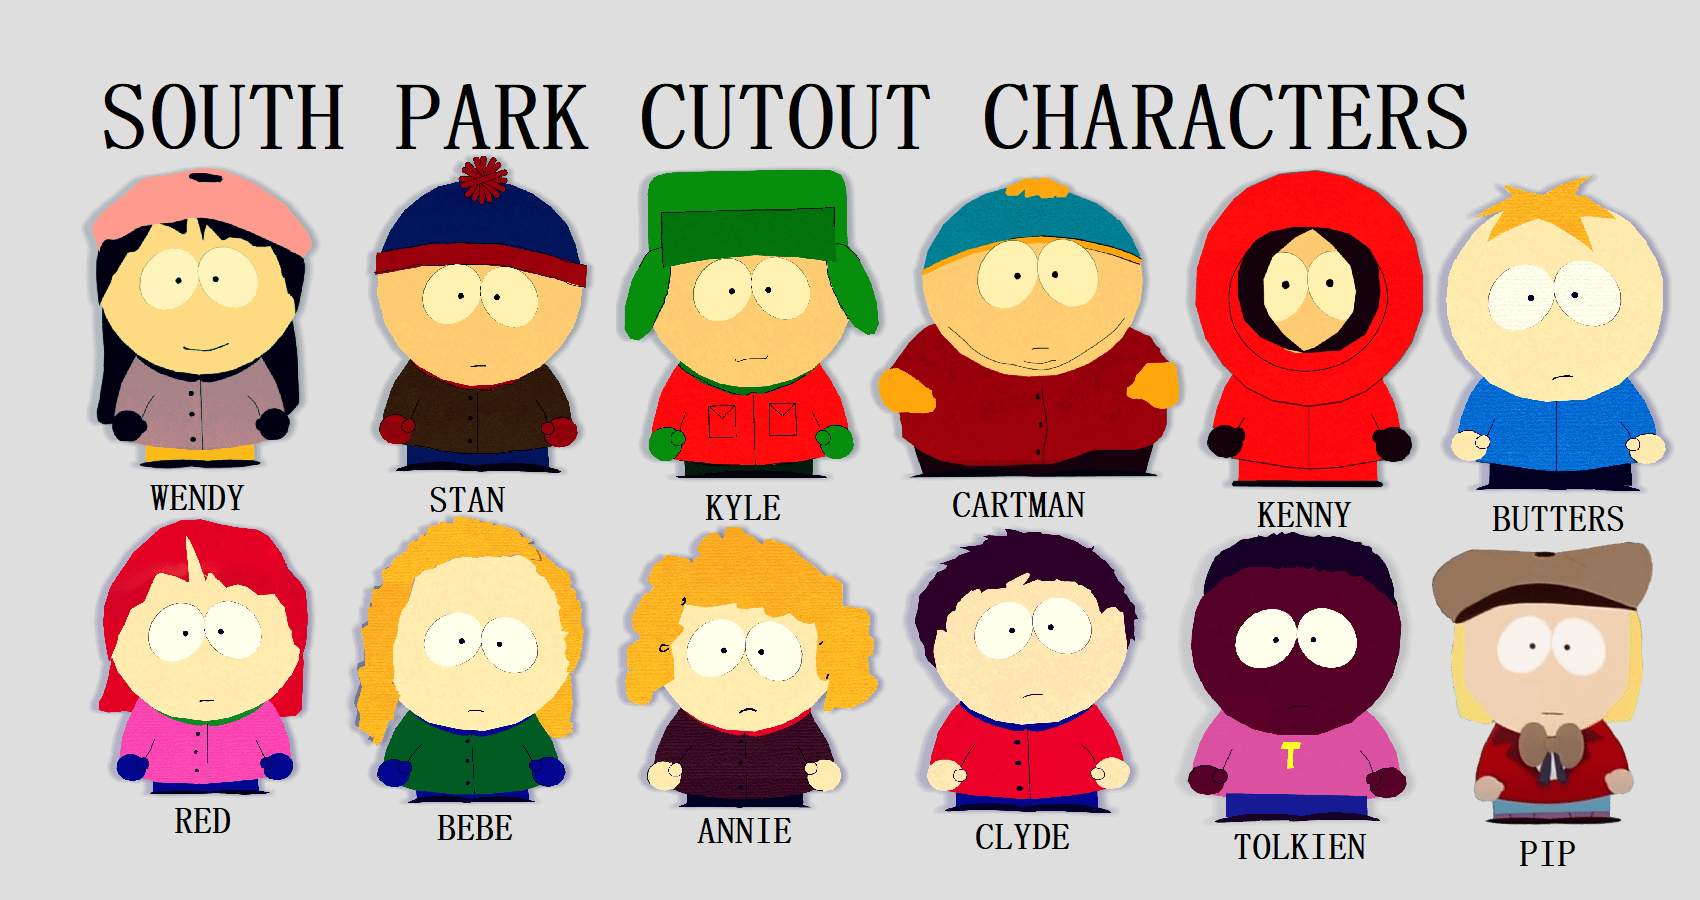 SOUTH PARK CUTOUT CHARACTERS
WENDY STAN KYLE CARTMAN KENNY BUTTERS
T
RED BEBE ANNIE CLYDE TOLKIEN PIP